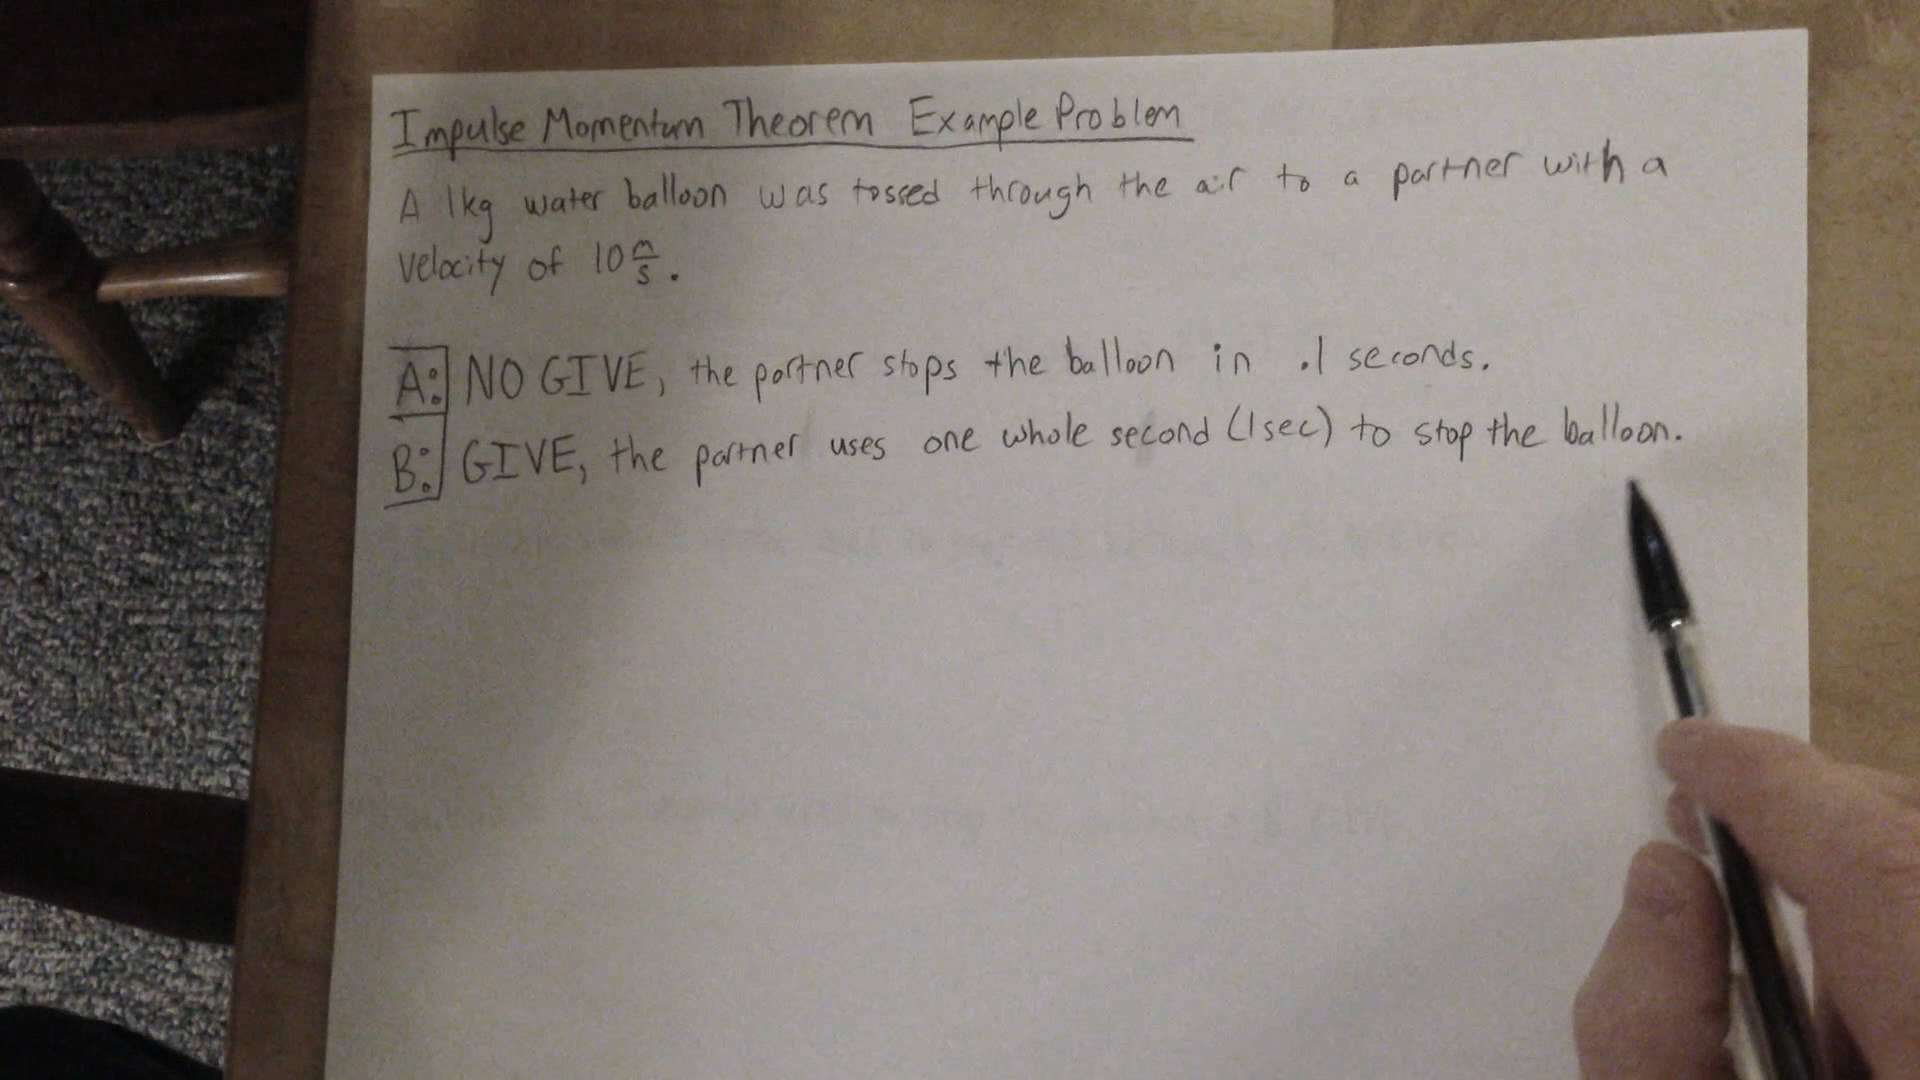 Impulse Momentum Theorem Example Problem
A 1kg water balloon was tossed through the air to a partner with a
velocity of 10 m/s.
A: NO GIVE, the partner stops the balloon in .1 seconds.
B: GIVE, the partner uses one whole second (1sec) to stop the balloon.